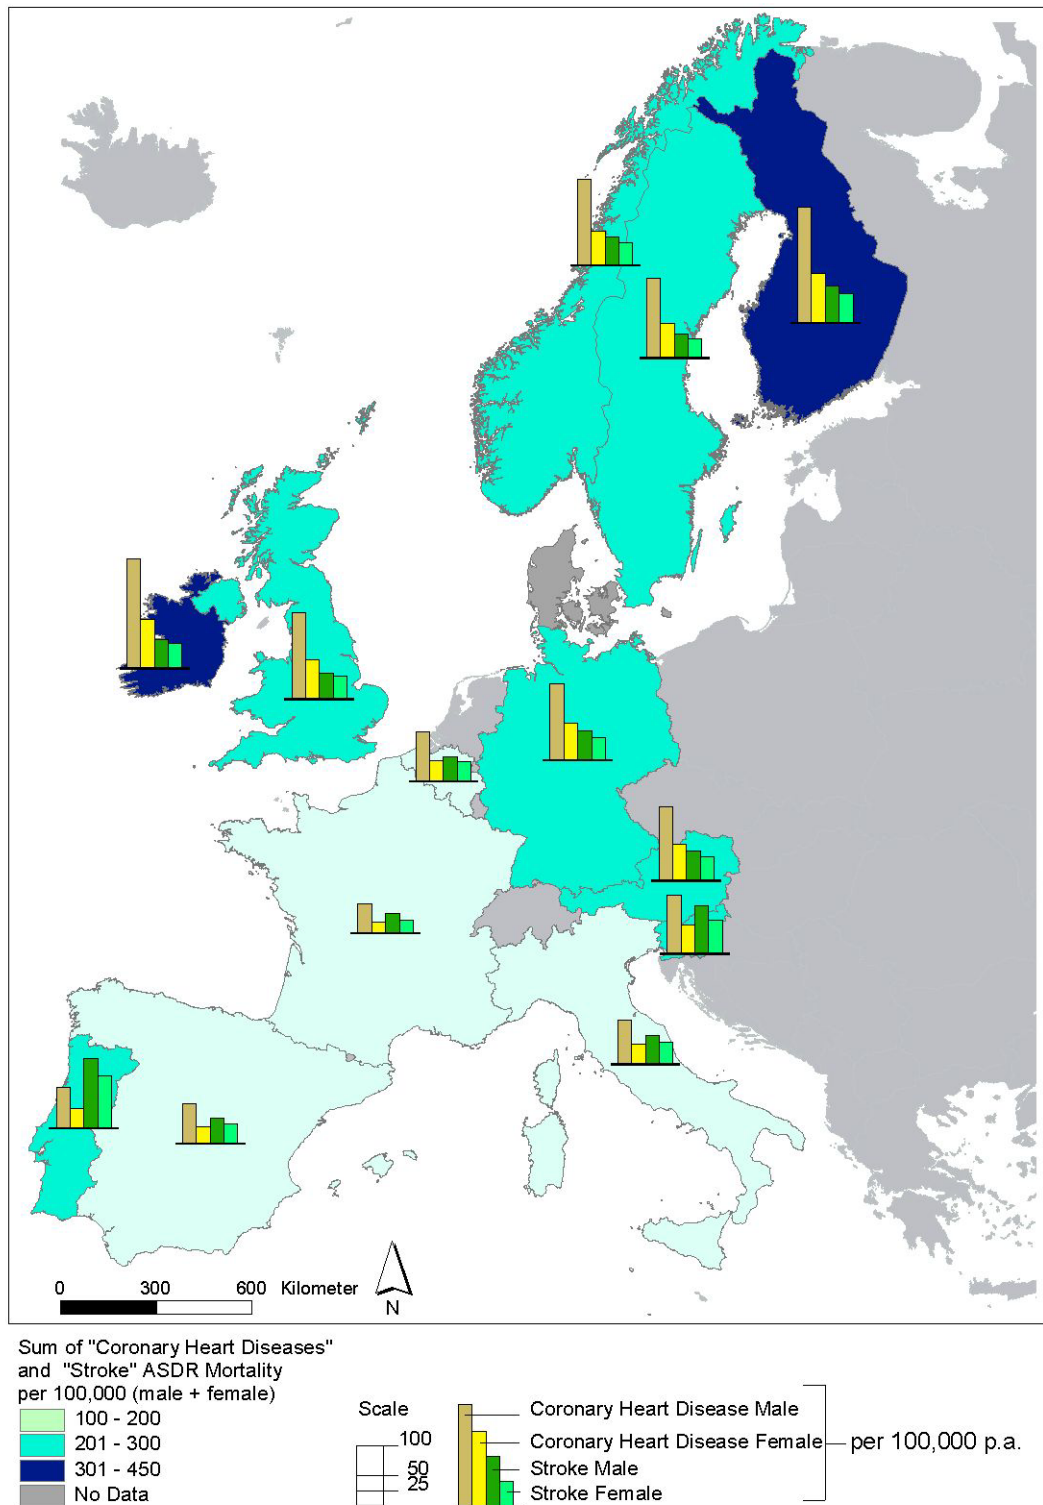 0 300 600 Kilometer
N
Sum of "Coronary Heart Diseases"
and "Stroke" ASDR Mortality
per 100,000 (male + female)
100 - 200
201 - 300
301 - 450
No Data
Scale
100
50
25
Coronary Heart Disease Male
Coronary Heart Disease Female
Stroke Male
Stroke Female
per 100,000 p.a.